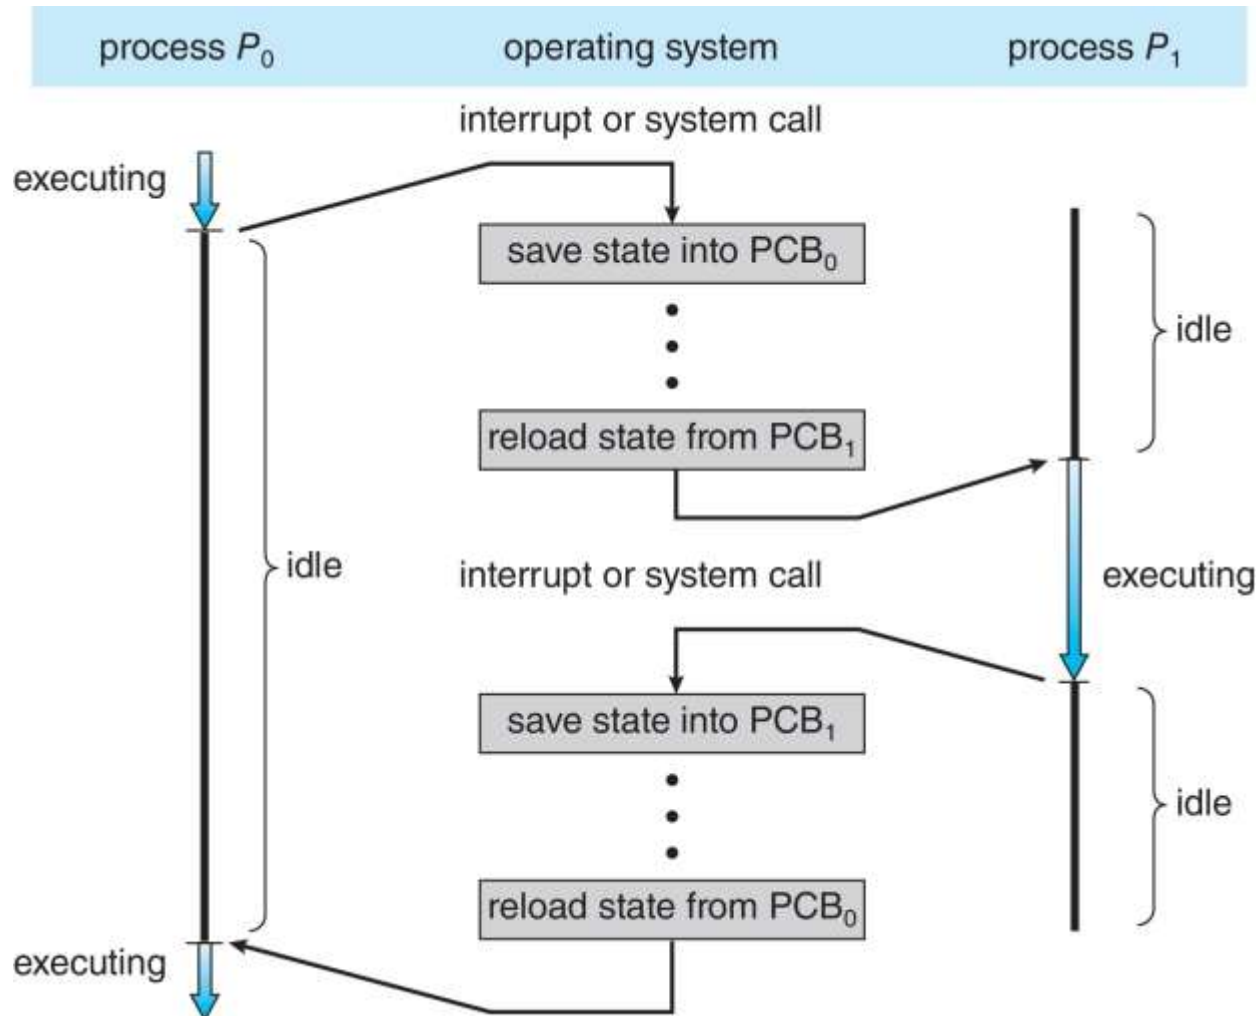 process P₀ operating system process P₁
interrupt or system call
executing
save state into PCB₀
idle
reload state from PCB₁
idle
interrupt or system call
executing
save state into PCB₁
idle
reload state from PCB₀
executing